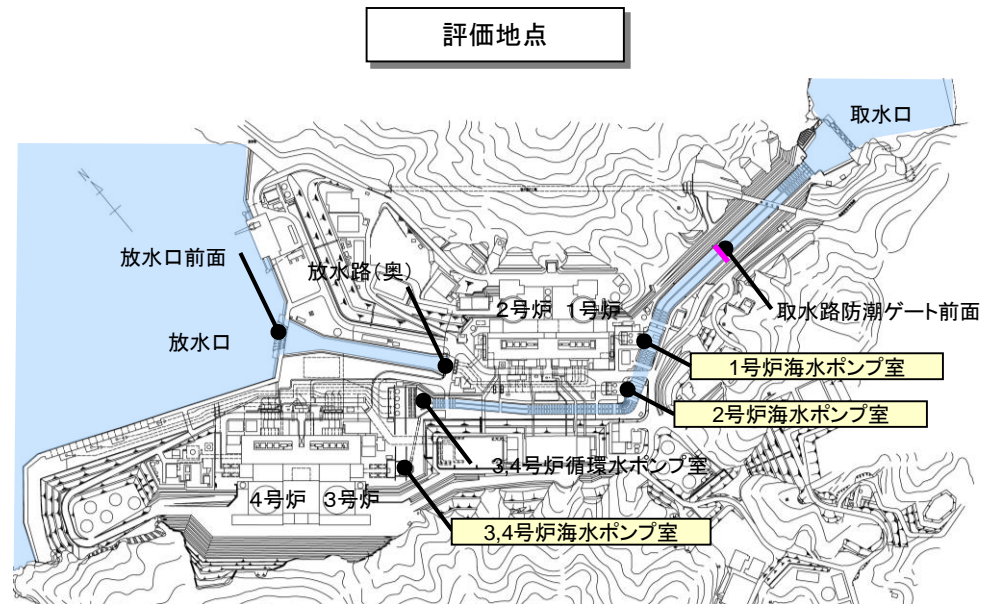 評価地点
取水口
放水口前面
放水路(奥)
2号炉 1号炉
取水路防潮ゲート前面
放水口
1号炉海水ポンプ室
2号炉海水ポンプ室
3,4号炉循環水ポンプ室
4号炉 3号炉
3,4号炉海水ポンプ室
N